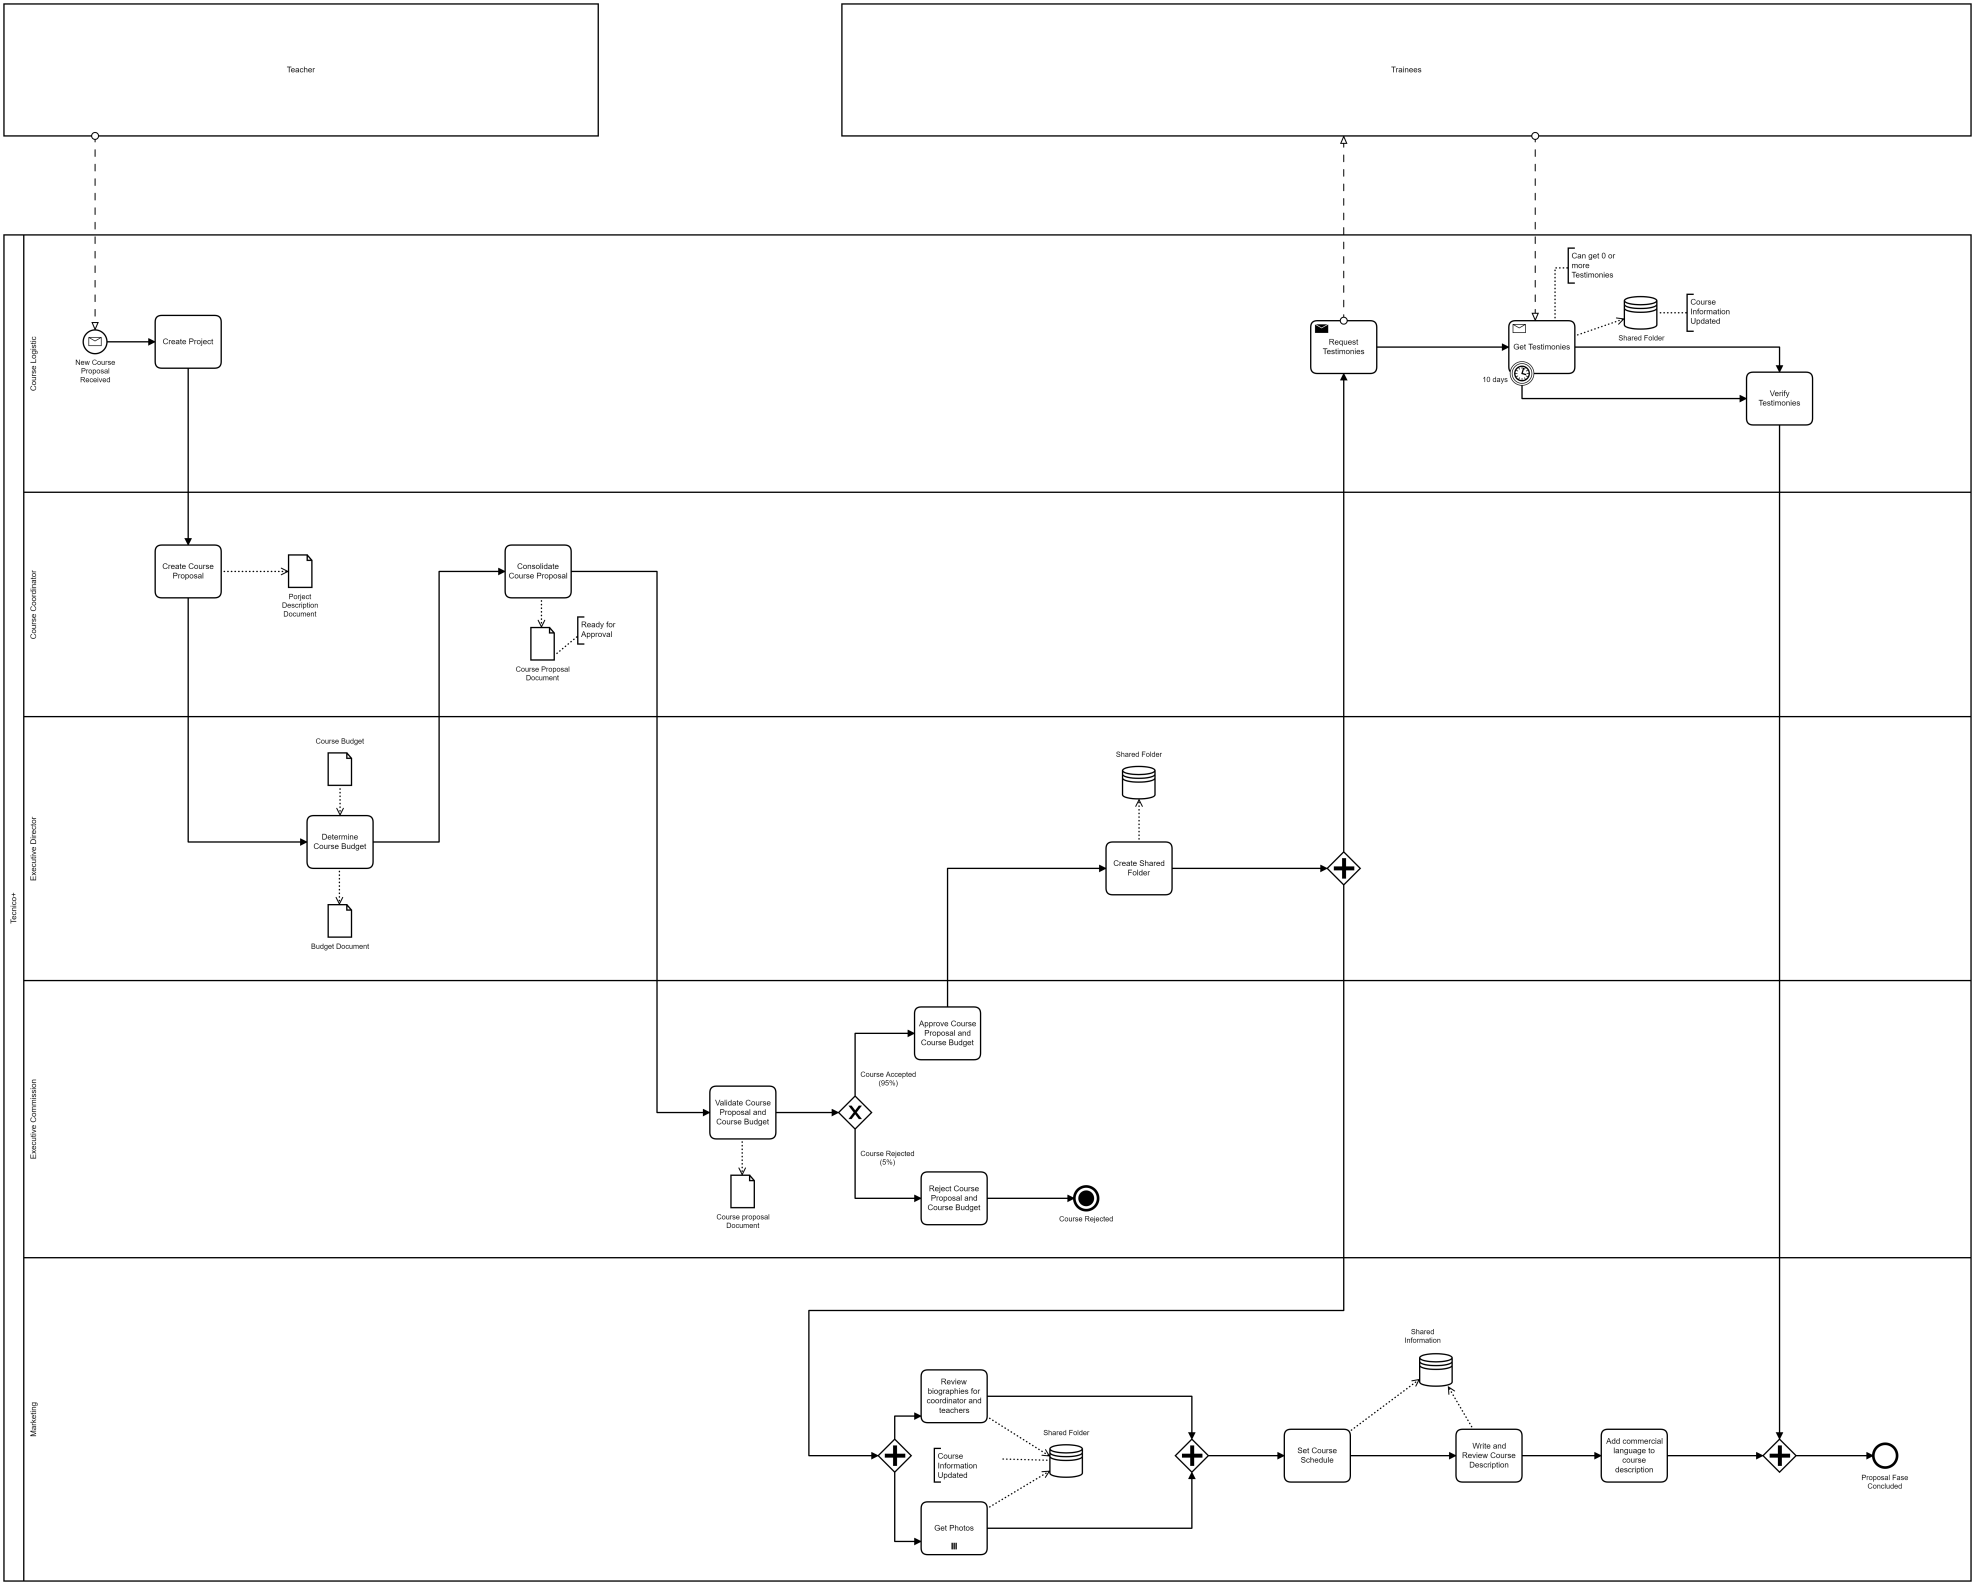 Teacher
Trainees
Tecnico+
Course Logistic
New Course
Proposal
Received
Create Project
Request
Testimonies
Get Testimonies
10 days
Can get 0 or
more
Testimonies
Shared Folder
Course
Information
Updated
Verify
Testimonies
Course Coordinator
Create Course
Proposal
Porject
Description
Document
Consolidate
Course Proposal
Ready for
Approval
Course Proposal
Document
Executive Director
Course Budget
Determine
Course Budget
Budget Document
Shared Folder
Create Shared
Folder
Executive Commission
Validate Course
Proposal and
Course Budget
Course proposal
Document
X
Course Accepted
(95%)
Approve Course
Proposal and
Course Budget
Course Rejected
(5%)
Reject Course
Proposal and
Course Budget
Course Rejected
Marketing
Review
biographies for
coordinator and
teachers
Course
Information
Updated
Shared Folder
Get Photos
Set Course
Schedule
Shared
Information
Write and
Review Course
Description
Add commercial
language to
course
description
Proposal Fase
Concluded